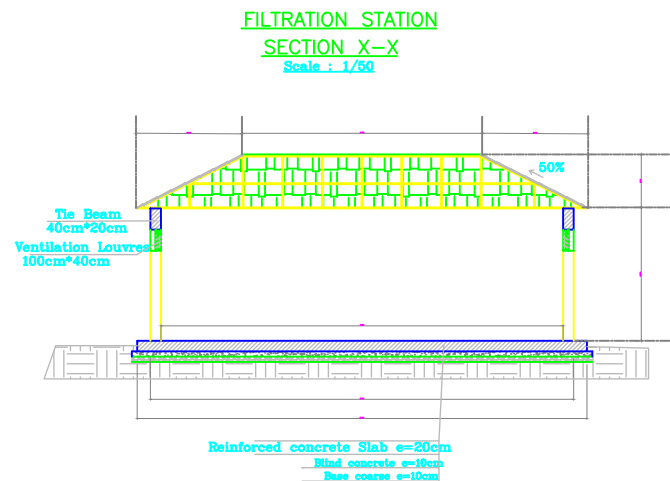 FILTRATION STATION
SECTION X-X
Scale : 1/50
50%
Tie Beam
40cm*20cm
Ventilation Louvres
100cm*40cm
Reinforced concrete Slab e=20cm
Blind concrete e=10cm
Base coarse e=10cm